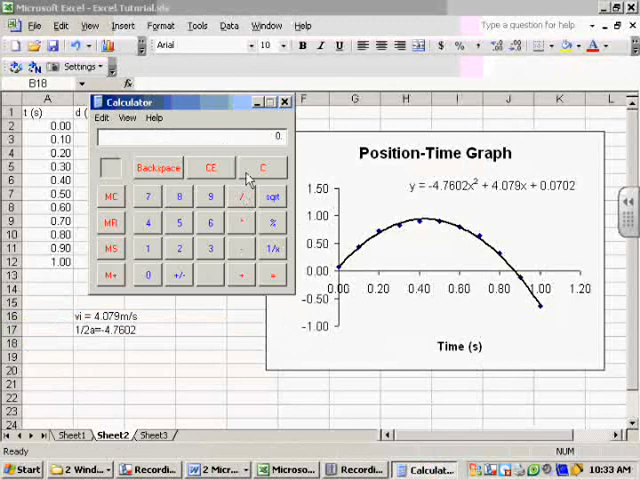 Microsoft Excel - Excel Tutorial.xls
File Edit View Insert Format Tools Data Window Help Type a question for help
Arial 10 B I U $ % ,
Settings
B18 fx
A F G H I J K L
1 t (s) d (
2 0.00
3 0.10
4 0.20
5 0.30
6 0.40
7 0.50
8 0.60
9 0.70
10 0.80
11 0.90
12 1.00
13
14
15
16 vi = 4.079m/s
17 1/2a=-4.7602
18
19
20
21
22
23
24
Calculator
Edit View Help
0.
Backspace CE C
MC 7 8 9 / sqrt
MR 4 5 6 * %
MS 1 2 3 - 1/x
M+ 0 +/- + =
Position-Time Graph
y = -4.7602x² + 4.079x + 0.0702
1.50
1.00
0.50
0.00
-0.50
-1.00
0.00 0.20 0.40 0.60 0.80 1.00 1.20
Time (s)
Sheet1 Sheet2 Sheet3
Ready NUM
Start 2 Wind... Recordi... 2 Micr... Microso... Recordi... Calculat... 10:33 AM